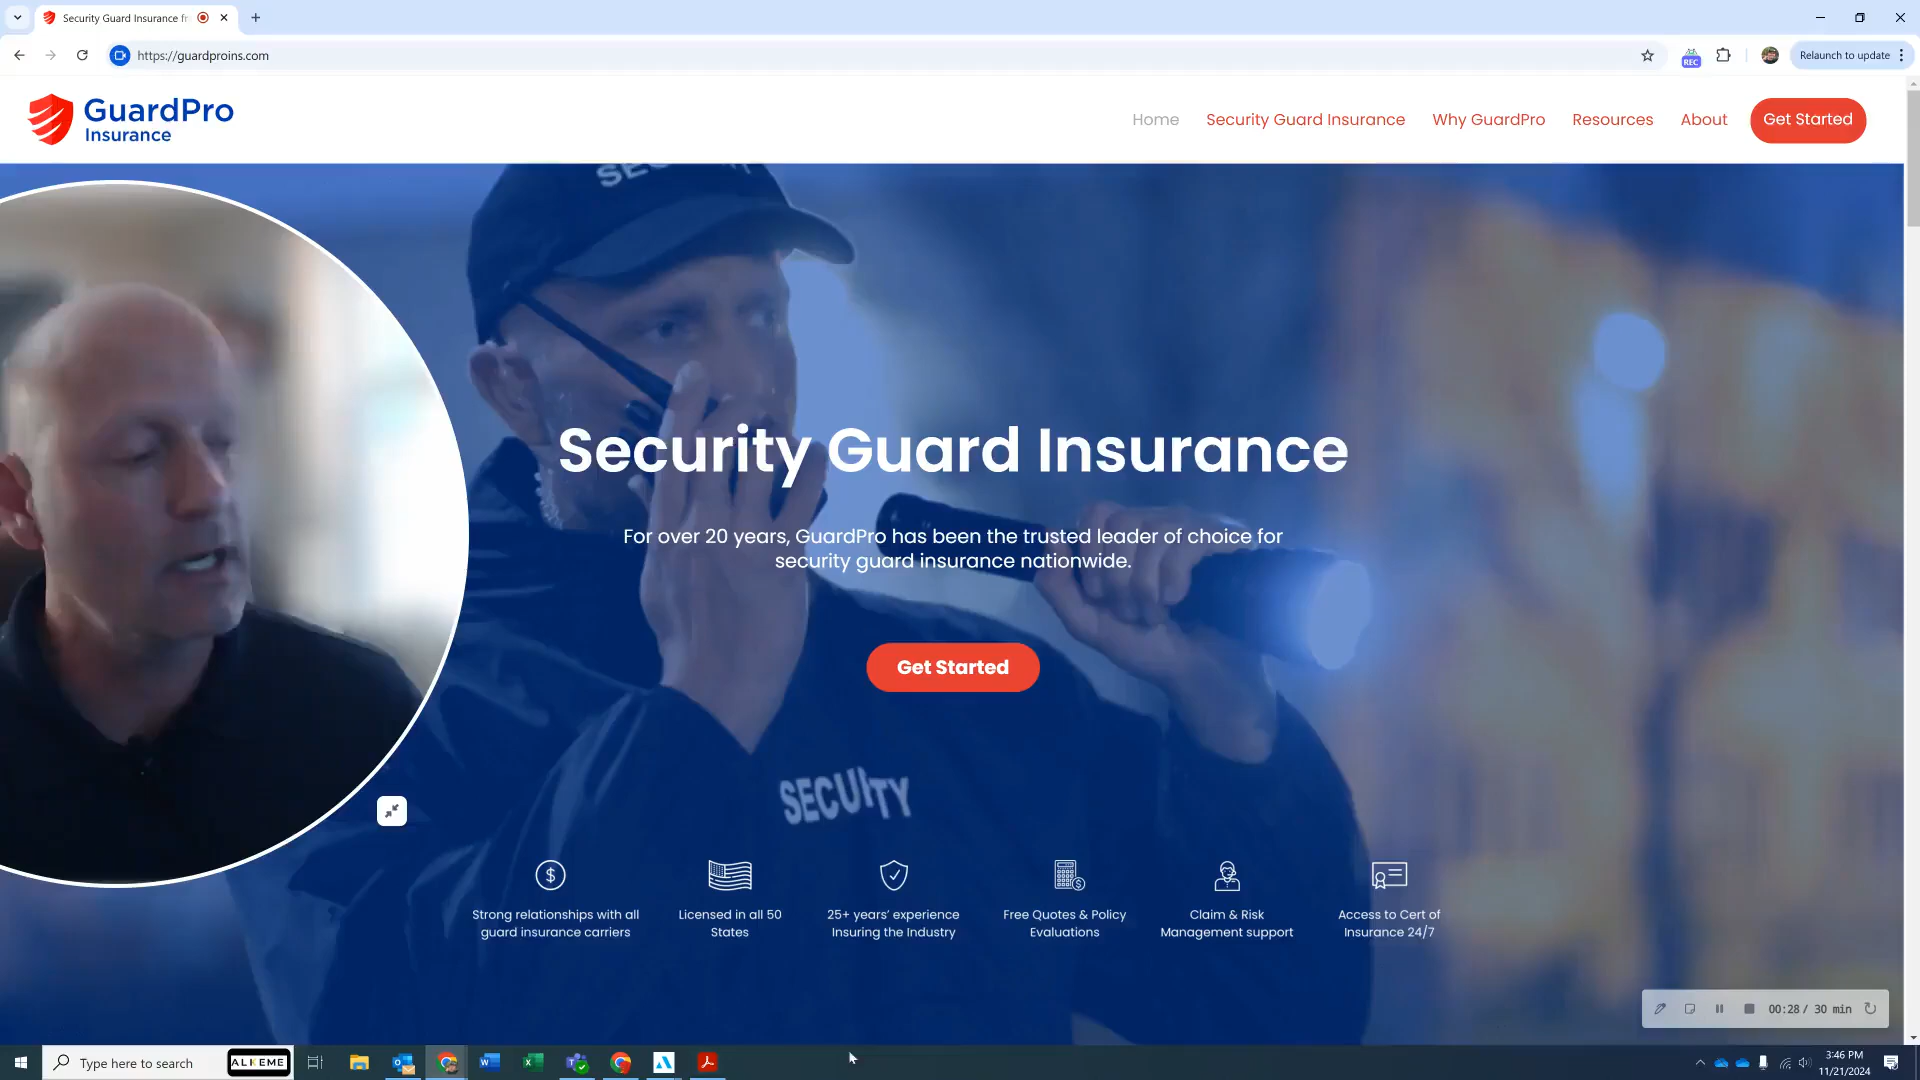 Security Guard Insurance fr
https://guardproins.com
REC
Relaunch to update
GuardPro
Insurance
Home
Security Guard Insurance
Why GuardPro
Resources
About
Get Started
Security Guard Insurance
For over 20 years, GuardPro has been the trusted leader of choice for
security guard insurance nationwide.
Get Started
SECUITY
Strong relationships with all
guard insurance carriers
Licensed in all 50
States
25+ years’ experience
Insuring the Industry
Free Quotes & Policy
Evaluations
Claim & Risk
Management support
Access to Cert of
Insurance 24/7
00:28 / 30 min
Type here to search
ALKEME
3:46 PM
11/21/2024